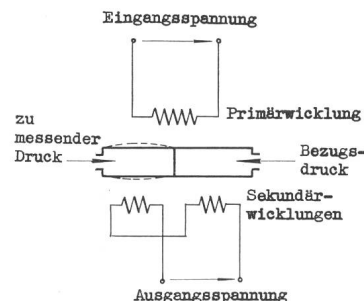 Eingangsspannung
Primärwicklung
zu
messender
Druck
Bezugs-
druck
Sekundär-
wicklungen
Ausgangsspannung